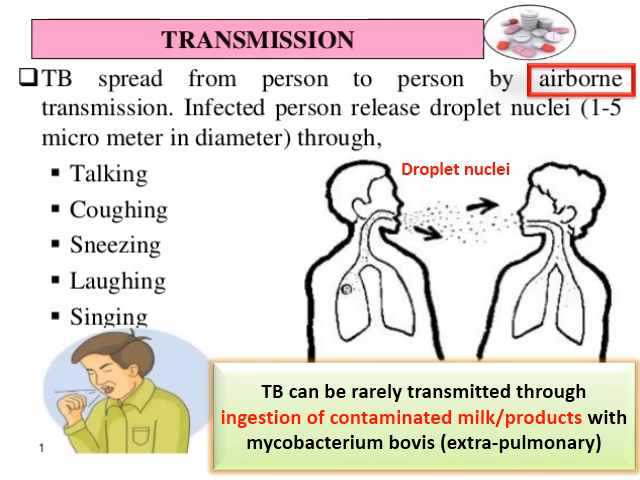 TRANSMISSION
❑TB spread from person to person by airborne
transmission. Infected person release droplet nuclei (1-5
micro meter in diameter) through,
▪ Talking
▪ Coughing
▪ Sneezing
▪ Laughing
▪ Singing
Droplet nuclei
TB can be rarely transmitted through
ingestion of contaminated milk/products with
mycobacterium bovis (extra-pulmonary)
1